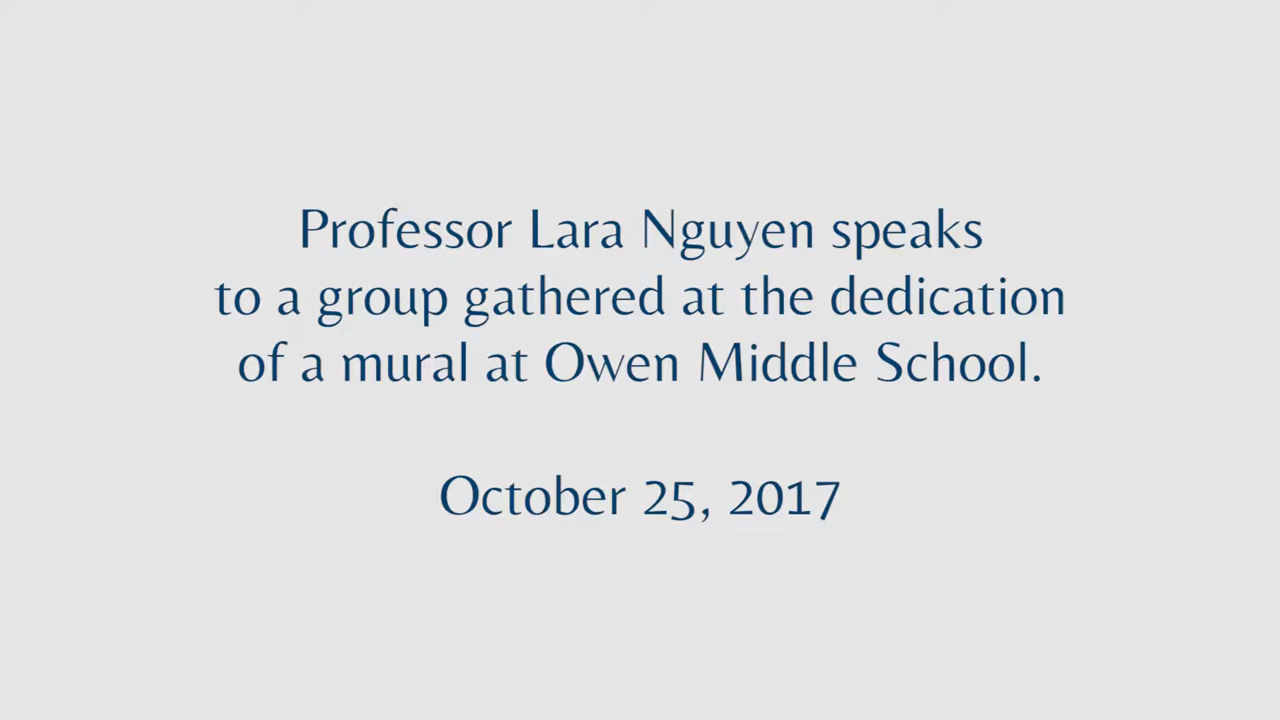 Professor Lara Nguyen speaks
to a group gathered at the dedication
of a mural at Owen Middle School.
October 25, 2017